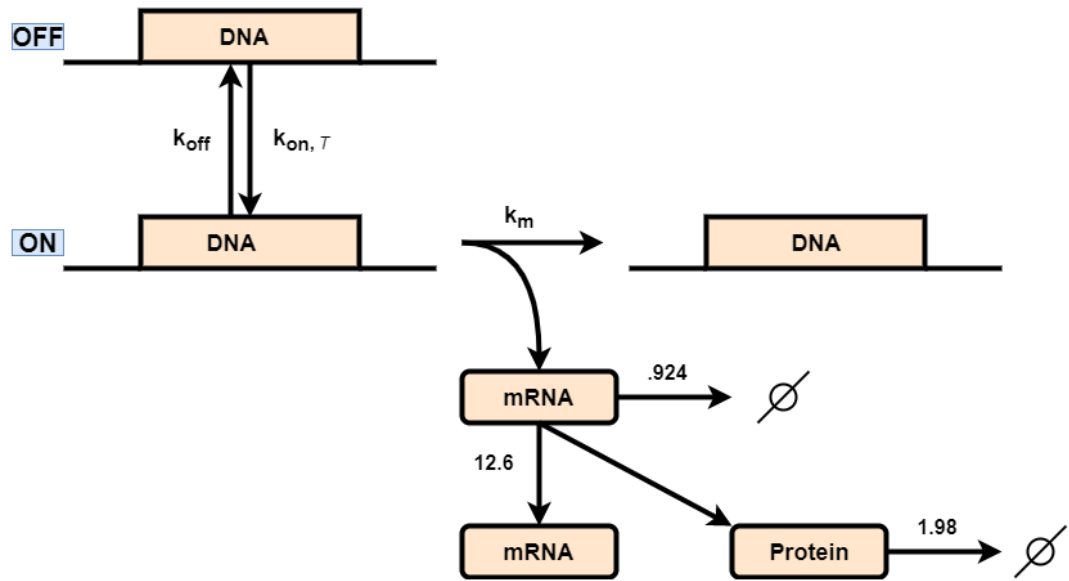 OFF
DNA
koff
kon, τ
ON
DNA
km
DNA
mRNA
.924
12.6
mRNA
Protein
1.98